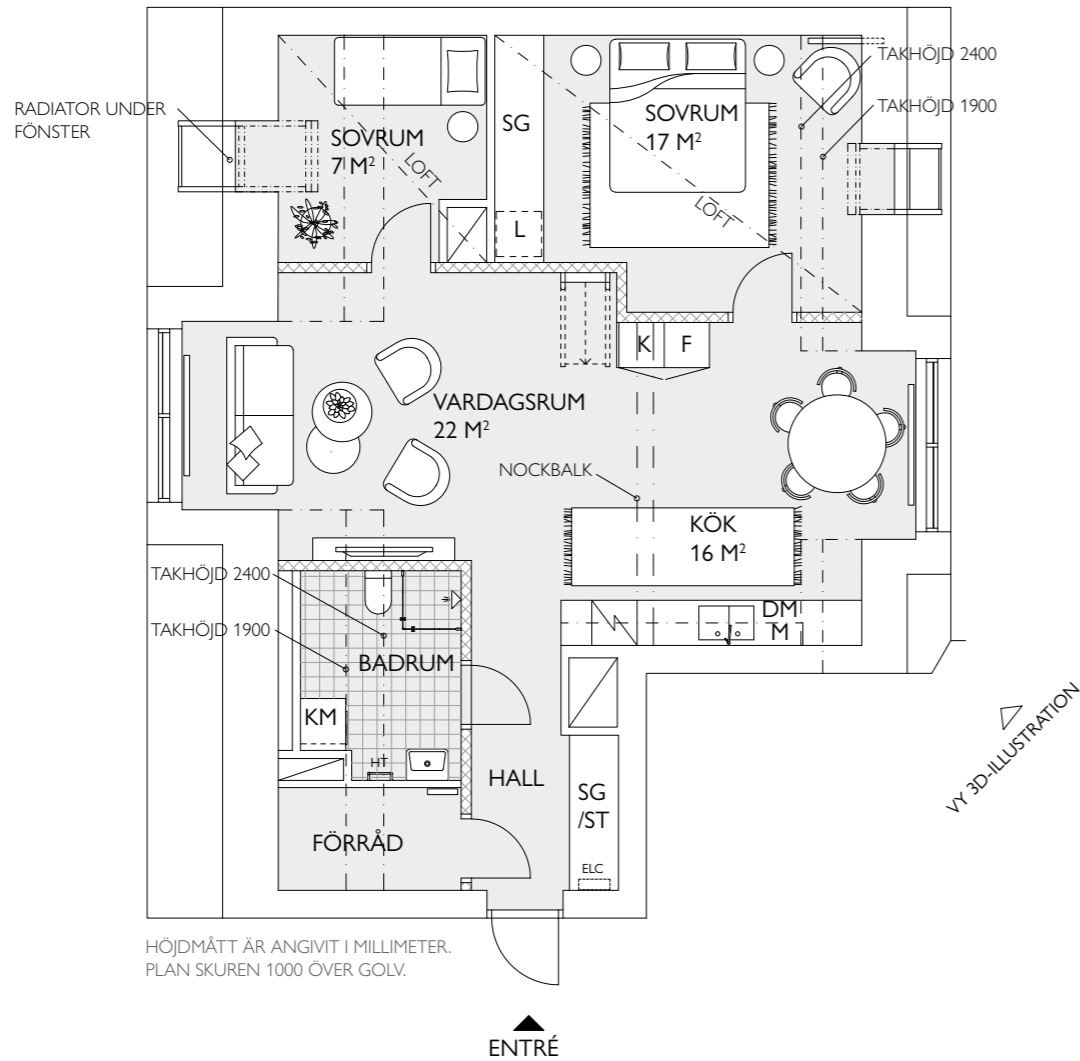 TAKHÖJD 2400
TAKHÖJD 1900
RADIATOR UNDER
FÖNSTER
SOVRUM
7 M²
LOFT
SG
L
SOVRUM
17 M²
LOFT
K
F
VARDAGSRUM
22 M²
NOCKBALK
KÖK
16 M²
DM
M
TAKHÖJD 2400
TAKHÖJD 1900
BADRUM
KM
HT
HALL
SG
/ST
ELC
FÖRRÅD
VY 3D-ILLUSTRATION
HÖJDMÅTT ÄR ANGIVIT I MILLIMETER.
PLAN SKUREN 1000 ÖVER GOLV.
ENTRÉ